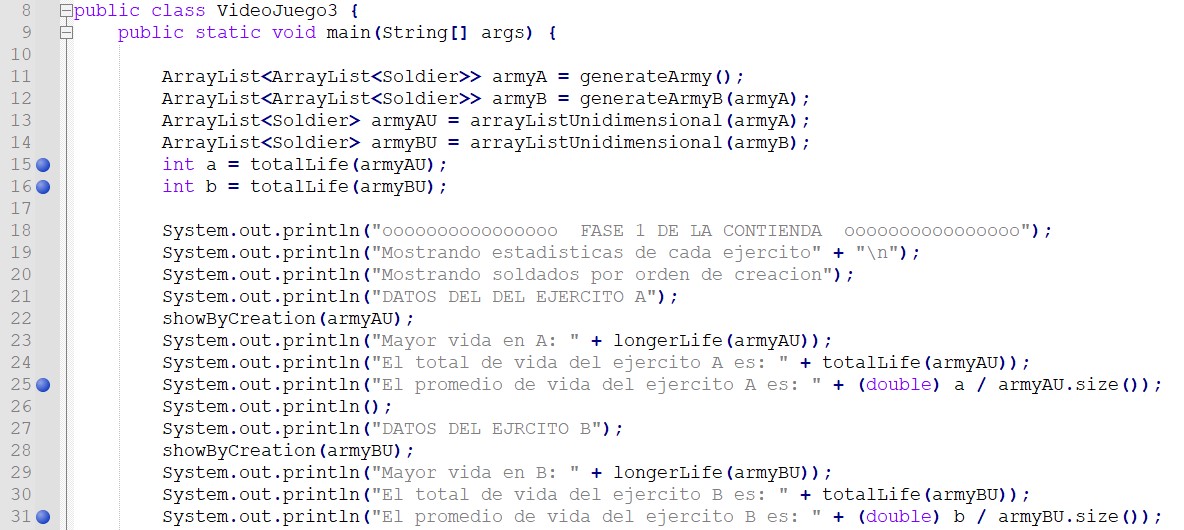 8 public class VideoJuego3 {
9 public static void main(String[] args) {
10
11 ArrayList<ArrayList<Soldier>> armyA = generateArmy();
12 ArrayList<ArrayList<Soldier>> armyB = generateArmyB(armyA);
13 ArrayList<Soldier> armyAU = arrayListUnidimensional(armyA);
14 ArrayList<Soldier> armyBU = arrayListUnidimensional(armyB);
15 int a = totalLife(armyAU);
16 int b = totalLife(armyBU);
17
18 System.out.println("oooooooooooooooo  FASE 1 DE LA CONTIENDA  oooooooooooooooo");
19 System.out.println("Mostrando estadisticas de cada ejercito" + "\n");
20 System.out.println("Mostrando soldados por orden de creacion");
21 System.out.println("DATOS DEL DEL EJERCITO A");
22 showByCreation(armyAU);
23 System.out.println("Mayor vida en A: " + longerLife(armyAU));
24 System.out.println("El total de vida del ejercito A es: " + totalLife(armyAU));
25 System.out.println("El promedio de vida del ejercito A es: " + (double) a / armyAU.size());
26 System.out.println();
27 System.out.println("DATOS DEL EJRCITO B");
28 showByCreation(armyBU);
29 System.out.println("Mayor vida en B: " + longerLife(armyBU));
30 System.out.println("El total de vida del ejercito B es: " + totalLife(armyBU));
31 System.out.println("El promedio de vida del ejercito B es: " + (double) b / armyBU.size());